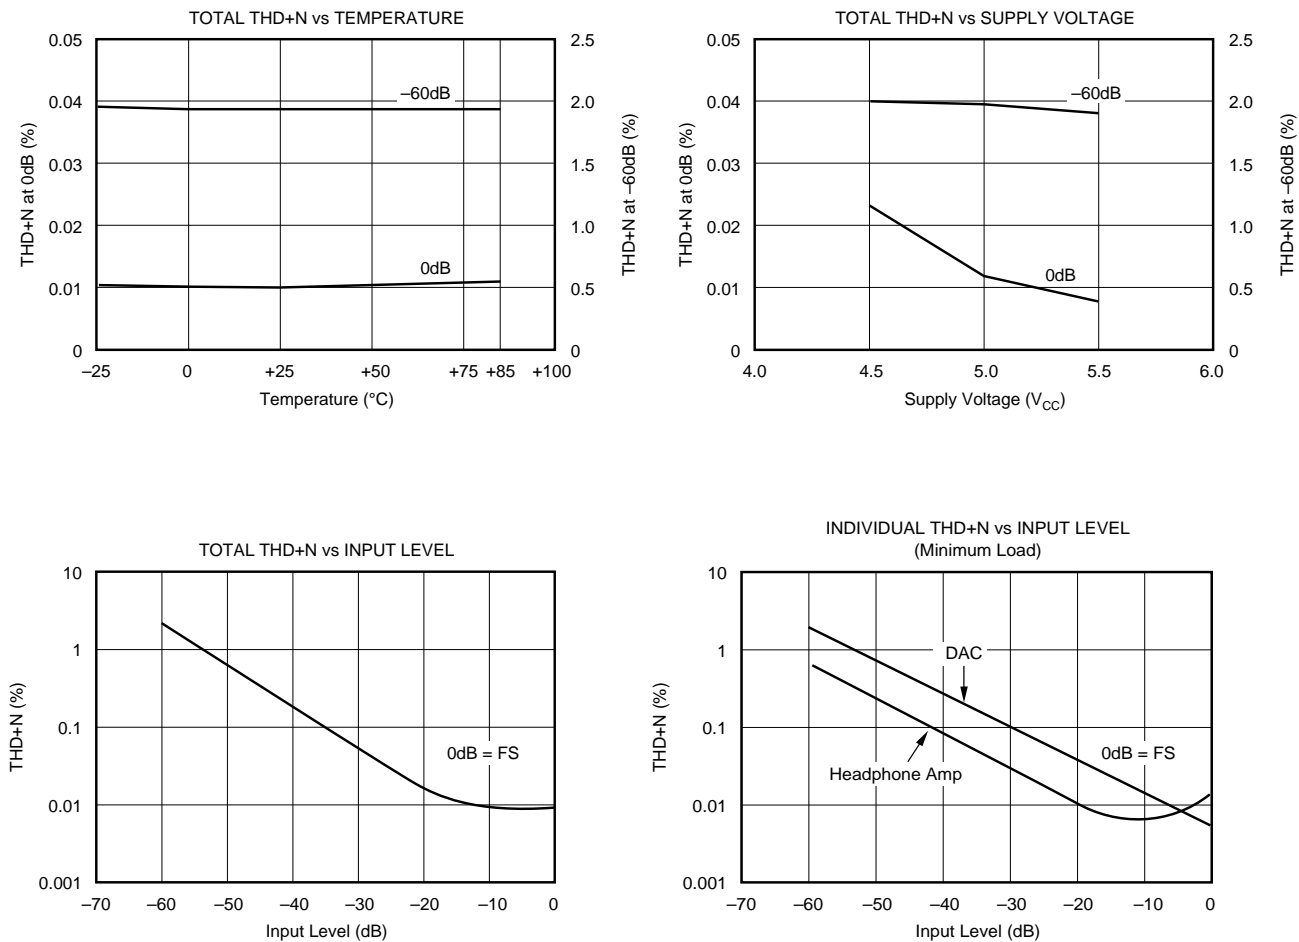 TOTAL THD+N vs TEMPERATURE
0.05
0.04
0.03
0.02
0.01
0
THD+N at 0dB (%)
2.5
2.0
1.5
1.0
0.5
0
THD+N at –60dB (%)
–60dB
0dB
–25 0 +25 +50 +75 +85 +100
Temperature (°C)
TOTAL THD+N vs SUPPLY VOLTAGE
0.05
0.04
0.03
0.02
0.01
0
THD+N at 0dB (%)
2.5
2.0
1.5
1.0
0.5
0
THD+N at –60dB (%)
–60dB
0dB
4.0 4.5 5.0 5.5 6.0
Supply Voltage (VCC)
TOTAL THD+N vs INPUT LEVEL
10
1
0.1
0.01
0.001
THD+N (%)
0dB = FS
–70 –60 –50 –40 –30 –20 –10 0
Input Level (dB)
INDIVIDUAL THD+N vs INPUT LEVEL
(Minimum Load)
10
1
0.1
0.01
0.001
THD+N (%)
DAC
0dB = FS
Headphone Amp
–70 –60 –50 –40 –30 –20 –10 0
Input Level (dB)